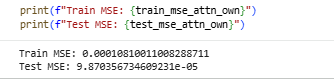 print(f"Train MSE: {train_mse_attn_own}")
print(f"Test MSE: {test_mse_attn_own}")
Train MSE: 0.00010810011008288711
Test MSE: 9.870356734609231e-05